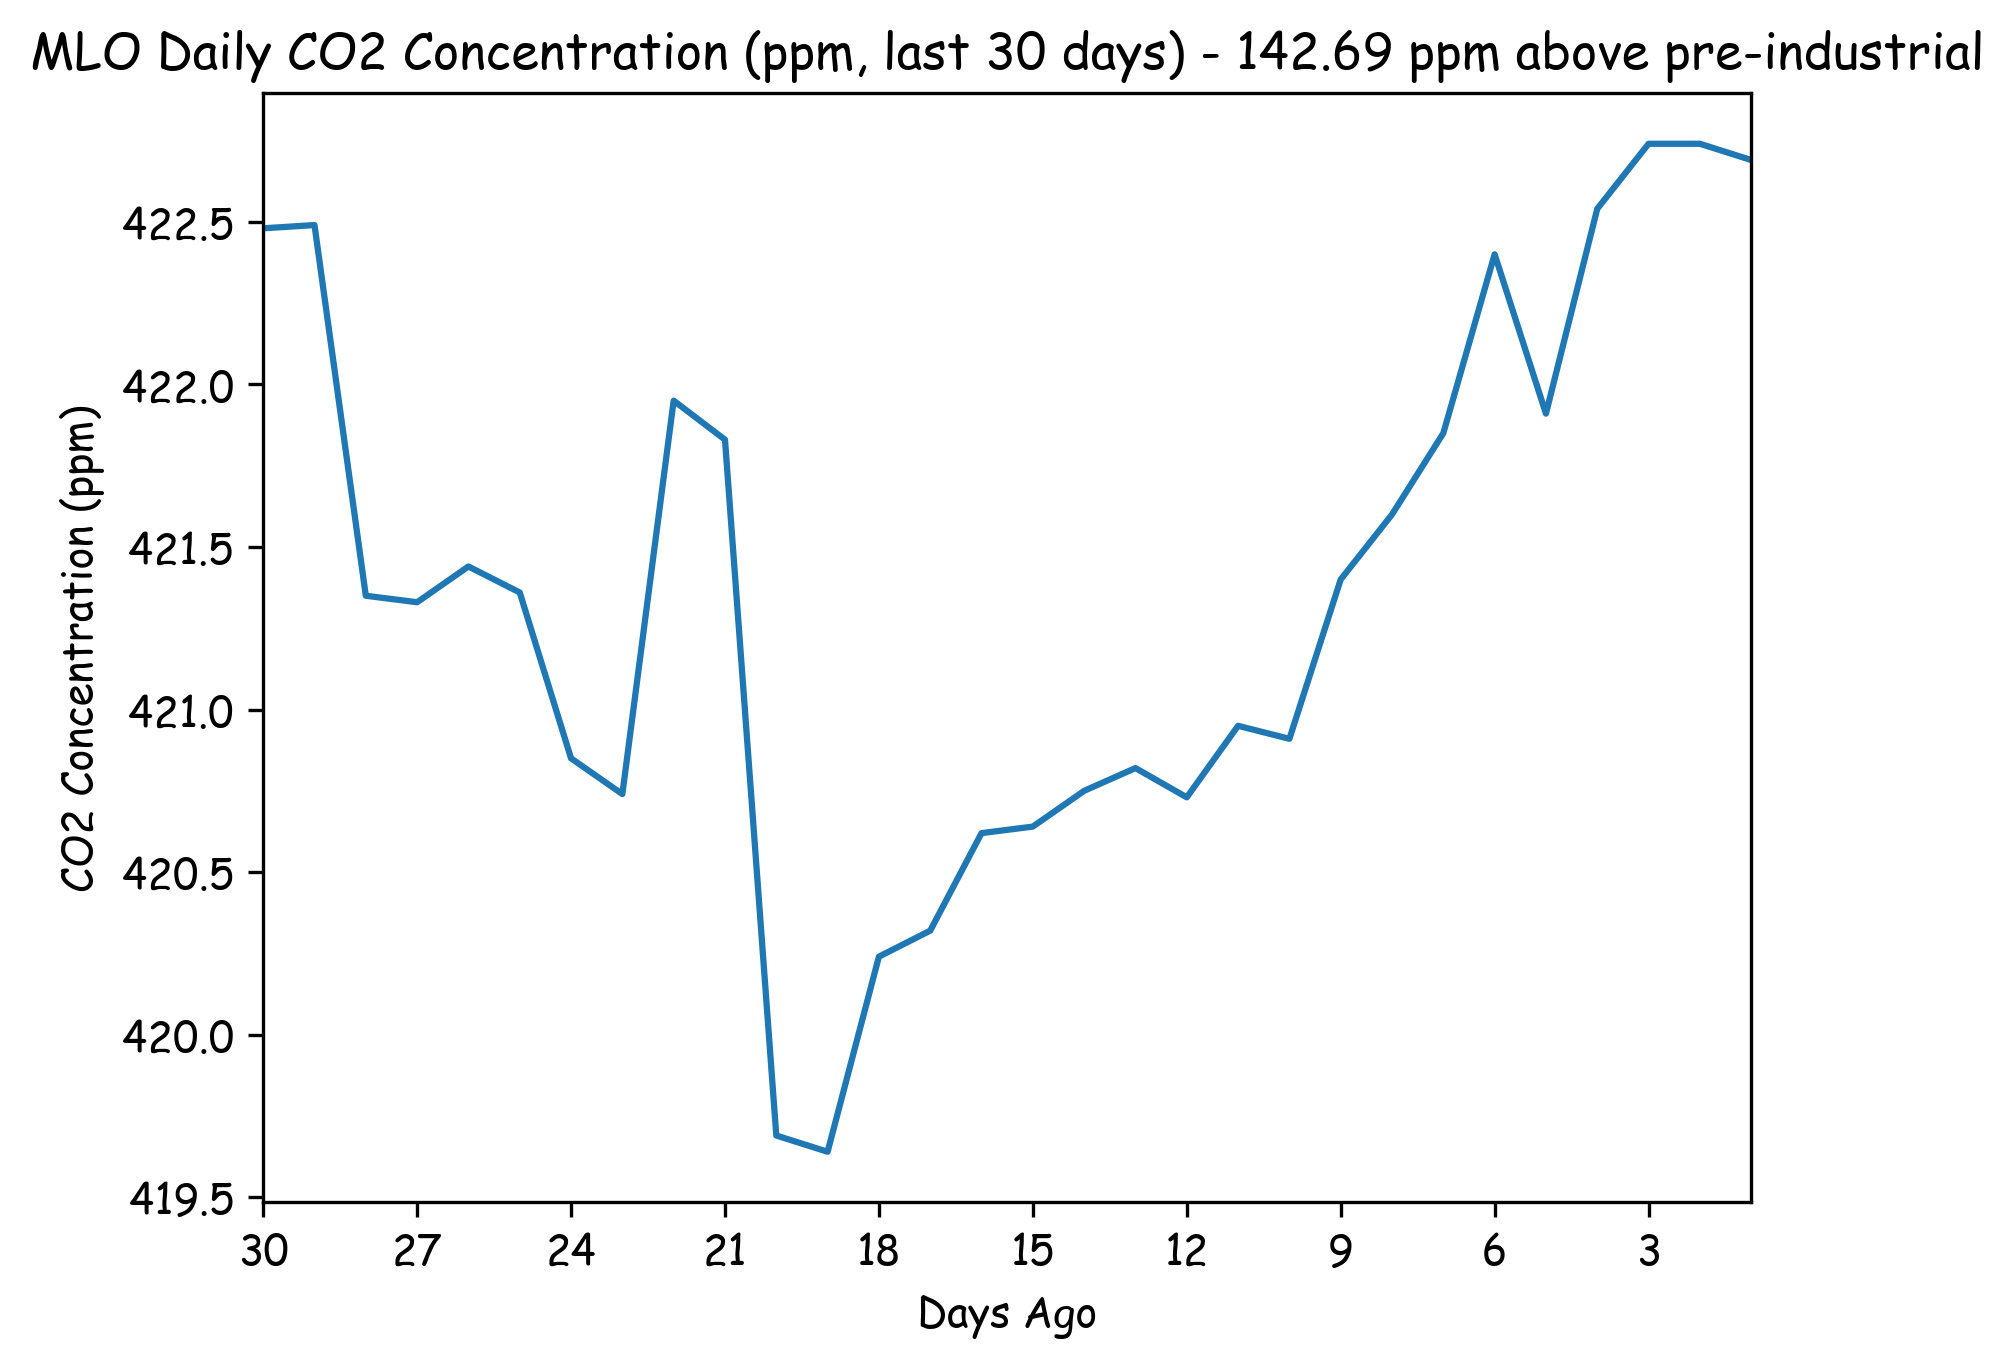 MLO Daily CO2 Concentration (ppm, last 30 days) - 142.69 ppm above pre-industrial
CO2 Concentration (ppm)
422.5
422.0
421.5
421.0
420.5
420.0
419.5
30 27 24 21 18 15 12 9 6 3
Days Ago